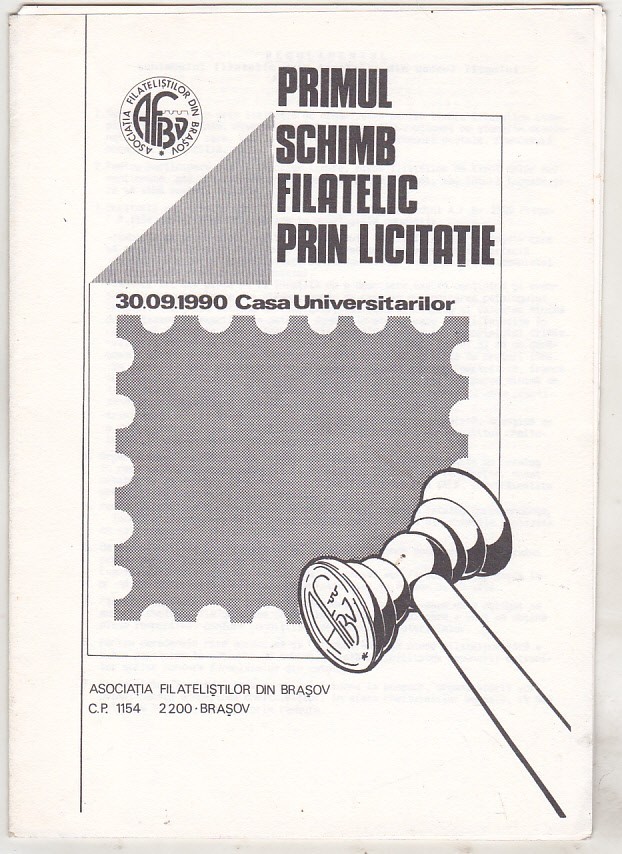 ASOCIAȚIA FILATELIȘTILOR DIN BRAȘOV *
AFBV
PRIMUL
SCHIMB
FILATELIC
PRIN LICITAȚIE
30.09.1990 Casa Universitarilor
AFBV
ASOCIAȚIA FILATELIȘTILOR DIN BRAȘOV
C.P. 1154 2200 · BRAȘOV